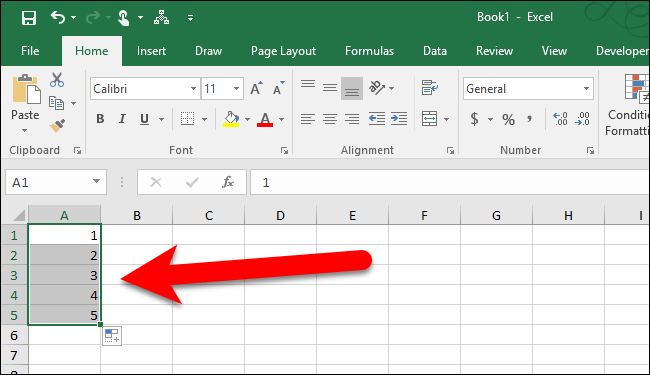 Book1 - Excel
File Home Insert Draw Page Layout Formulas Data Review View Developer
Paste
Calibri 11 A A
B I U A
General
$ % , .0 .00 .00 .0
Conditi
Formatti
Clipboard Font Alignment Number
A1 fx 1
A B C D E F G H I
1 1
2 2
3 3
4 4
5 5
6
7